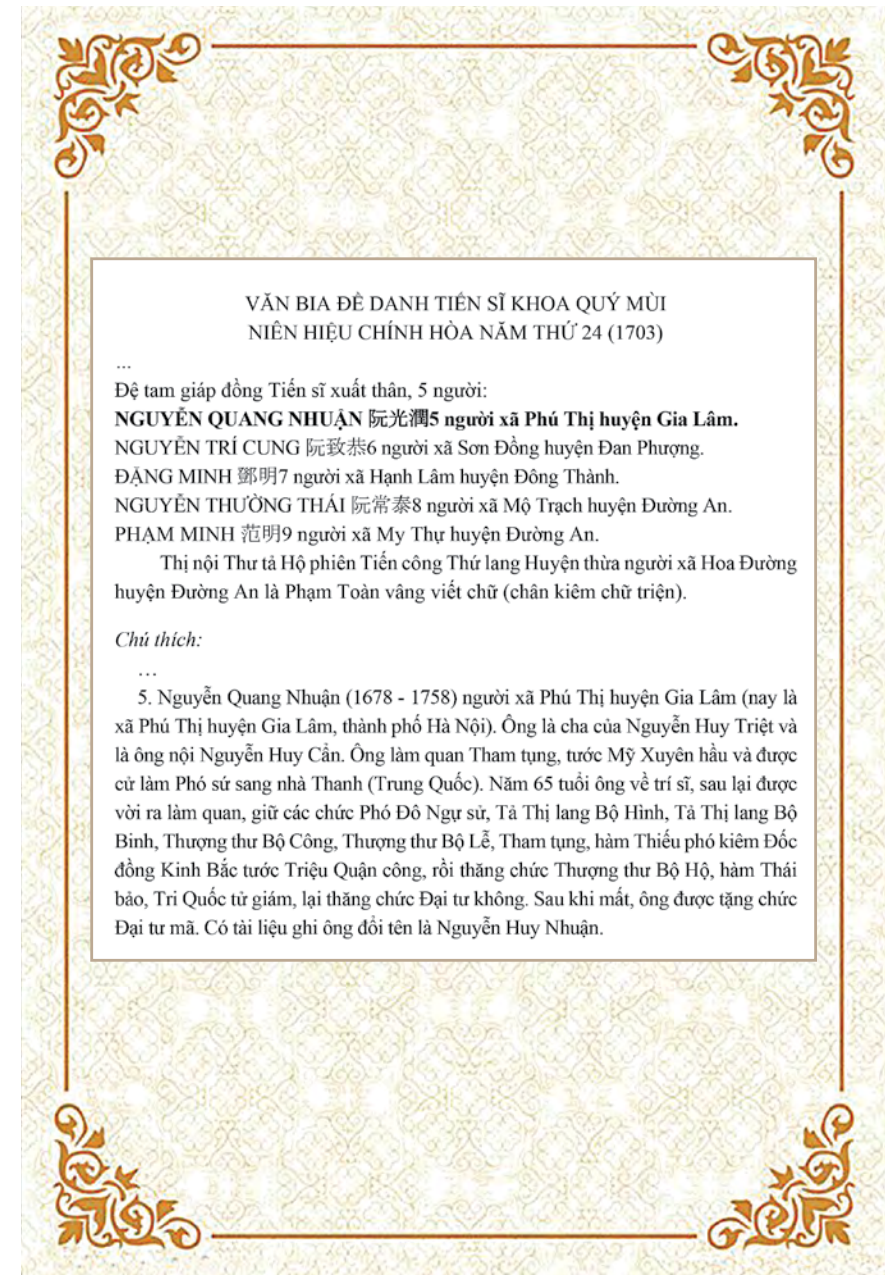 VĂN BIA ĐỀ DANH TIẾN SĨ KHOA QUÝ MÙI
NIÊN HIỆU CHÍNH HÒA NĂM THỨ 24 (1703)
...
Đệ tam giáp đồng Tiến sĩ xuất thân, 5 người:
NGUYỄN QUANG NHUẬN 阮光潤5 người xã Phú Thị huyện Gia Lâm.
NGUYỄN TRÍ CUNG 阮致恭6 người xã Sơn Đồng huyện Đan Phượng.
ĐẶNG MINH 鄧明7 người xã Hạnh Lâm huyện Đông Thành.
NGUYỄN THƯỜNG THÁI 阮常泰8 người xã Mộ Trạch huyện Đường An.
PHẠM MINH 范明9 người xã My Thự huyện Đường An.
Thị nội Thư tả Hộ phiên Tiến công Thứ lang Huyện thừa người xã Hoa Đường
huyện Đường An là Phạm Toàn vâng viết chữ (chân kiêm chữ triện).
Chú thích:
…
5. Nguyễn Quang Nhuận (1678 - 1758) người xã Phú Thị huyện Gia Lâm (nay là
xã Phú Thị huyện Gia Lâm, thành phố Hà Nội). Ông là cha của Nguyễn Huy Triệt và
là ông nội Nguyễn Huy Cẩn. Ông làm quan Tham tụng, tước Mỹ Xuyên hầu và được
cử làm Phó sứ sang nhà Thanh (Trung Quốc). Năm 65 tuổi ông về trí sĩ, sau lại được
vời ra làm quan, giữ các chức Phó Đô Ngự sử, Tả Thị lang Bộ Hình, Tả Thị lang Bộ
Binh, Thượng thư Bộ Công, Thượng thư Bộ Lễ, Tham tụng, hàm Thiếu phó kiêm Đốc
đồng Kinh Bắc tước Triệu Quận công, rồi thăng chức Thượng thư Bộ Hộ, hàm Thái
bảo, Tri Quốc tử giám, lại thăng chức Đại tư không. Sau khi mất, ông được tặng chức
Đại tư mã. Có tài liệu ghi ông đổi tên là Nguyễn Huy Nhuận.